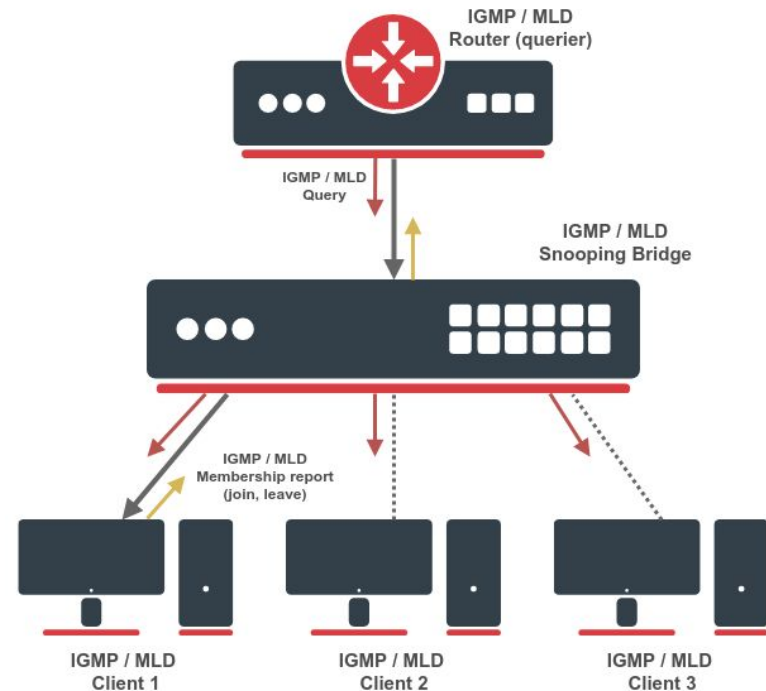 IGMP / MLD
Router (querier)
IGMP / MLD
Query
IGMP / MLD
Snooping Bridge
IGMP / MLD
Membership report
(join, leave)
IGMP / MLD
Client 1
IGMP / MLD
Client 2
IGMP / MLD
Client 3